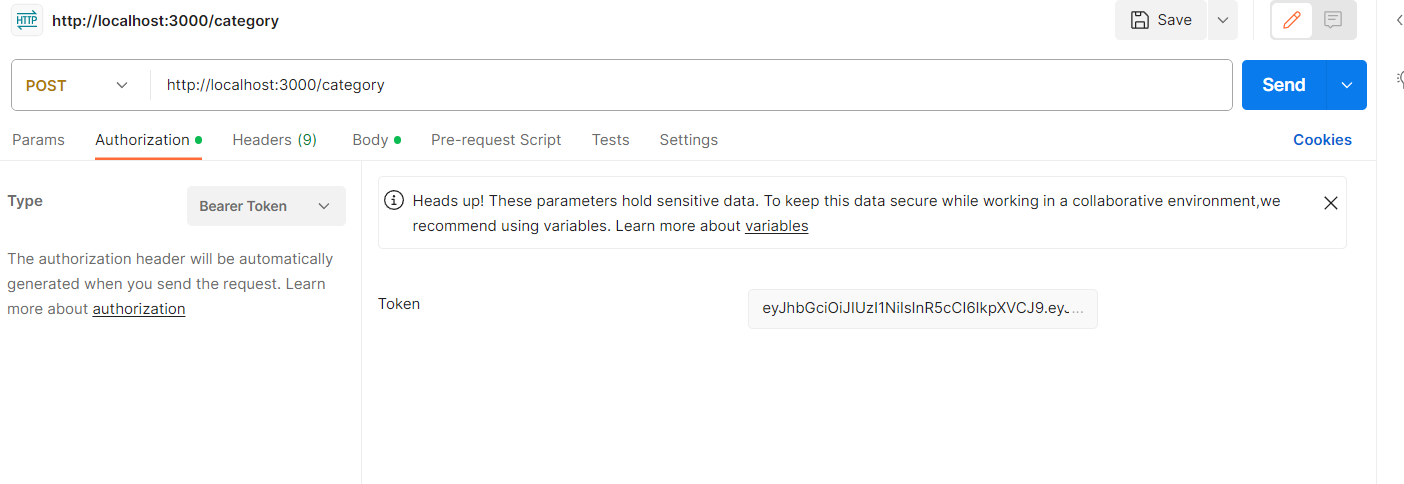 HTTP http://localhost:3000/category Save
POST http://localhost:3000/category Send
Params Authorization Headers (9) Body Pre-request Script Tests Settings Cookies
Type Bearer Token
The authorization header will be automatically
generated when you send the request. Learn
more about authorization
Heads up! These parameters hold sensitive data. To keep this data secure while working in a collaborative environment,we
recommend using variables. Learn more about variables
Token eyJhbGciOiJIUzI1NiIsInR5cCI6IkpXVCJ9.eyJ...